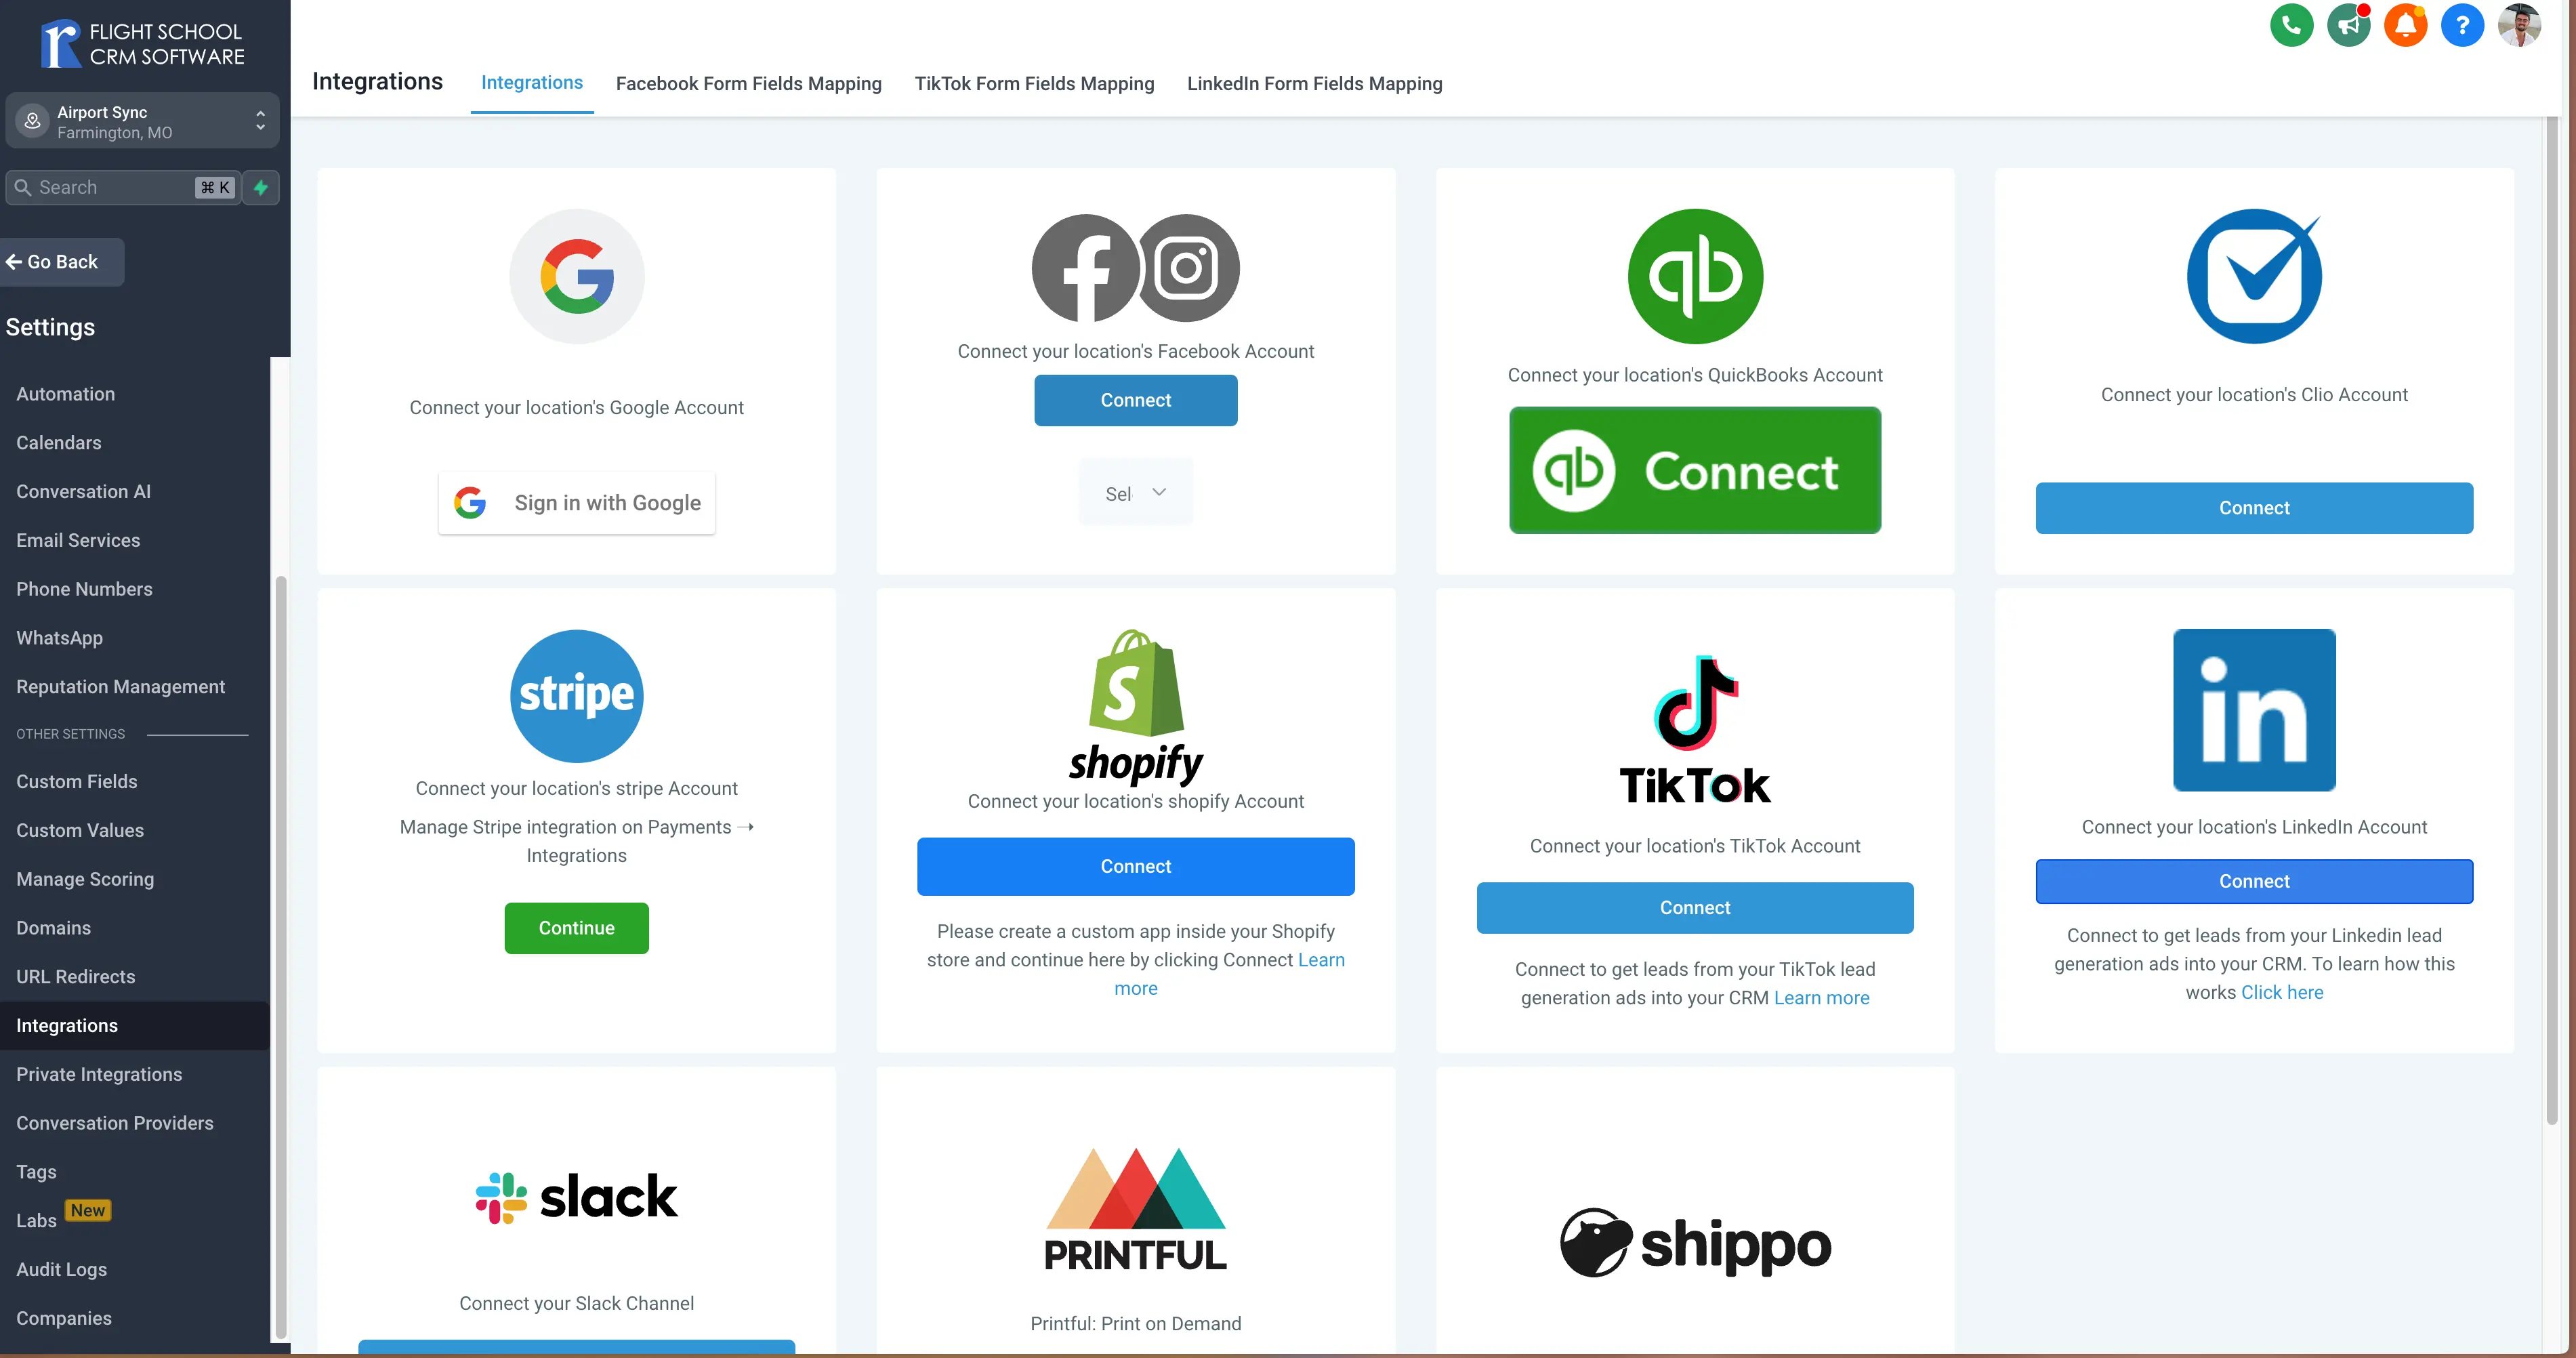 FLIGHT SCHOOL
CRM SOFTWARE
Airport Sync
Farmington, MO
Search
⌘ K
Go Back
Settings
Automation
Calendars
Conversation AI
Email Services
Phone Numbers
WhatsApp
Reputation Management
OTHER SETTINGS
Custom Fields
Custom Values
Manage Scoring
Domains
URL Redirects
Integrations
Private Integrations
Conversation Providers
Tags
Labs New
Audit Logs
Companies
Integrations
Integrations
Facebook Form Fields Mapping
TikTok Form Fields Mapping
LinkedIn Form Fields Mapping
?
Connect your location's Google Account
Sign in with Google
Connect your location's Facebook Account
Connect
Sel
qb
Connect your location's QuickBooks Account
qb Connect
Connect your location's Clio Account
Connect
stripe
Connect your location's stripe Account
Manage Stripe integration on Payments →
Integrations
Continue
shopify
Connect your location's shopify Account
Connect
Please create a custom app inside your Shopify
store and continue here by clicking Connect Learn
more
TikTok
Connect your location's TikTok Account
Connect
Connect to get leads from your TikTok lead
generation ads into your CRM Learn more
in
Connect your location's LinkedIn Account
Connect
Connect to get leads from your Linkedin lead
generation ads into your CRM. To learn how this
works Click here
slack
Connect your Slack Channel
PRINTFUL
Printful: Print on Demand
shippo